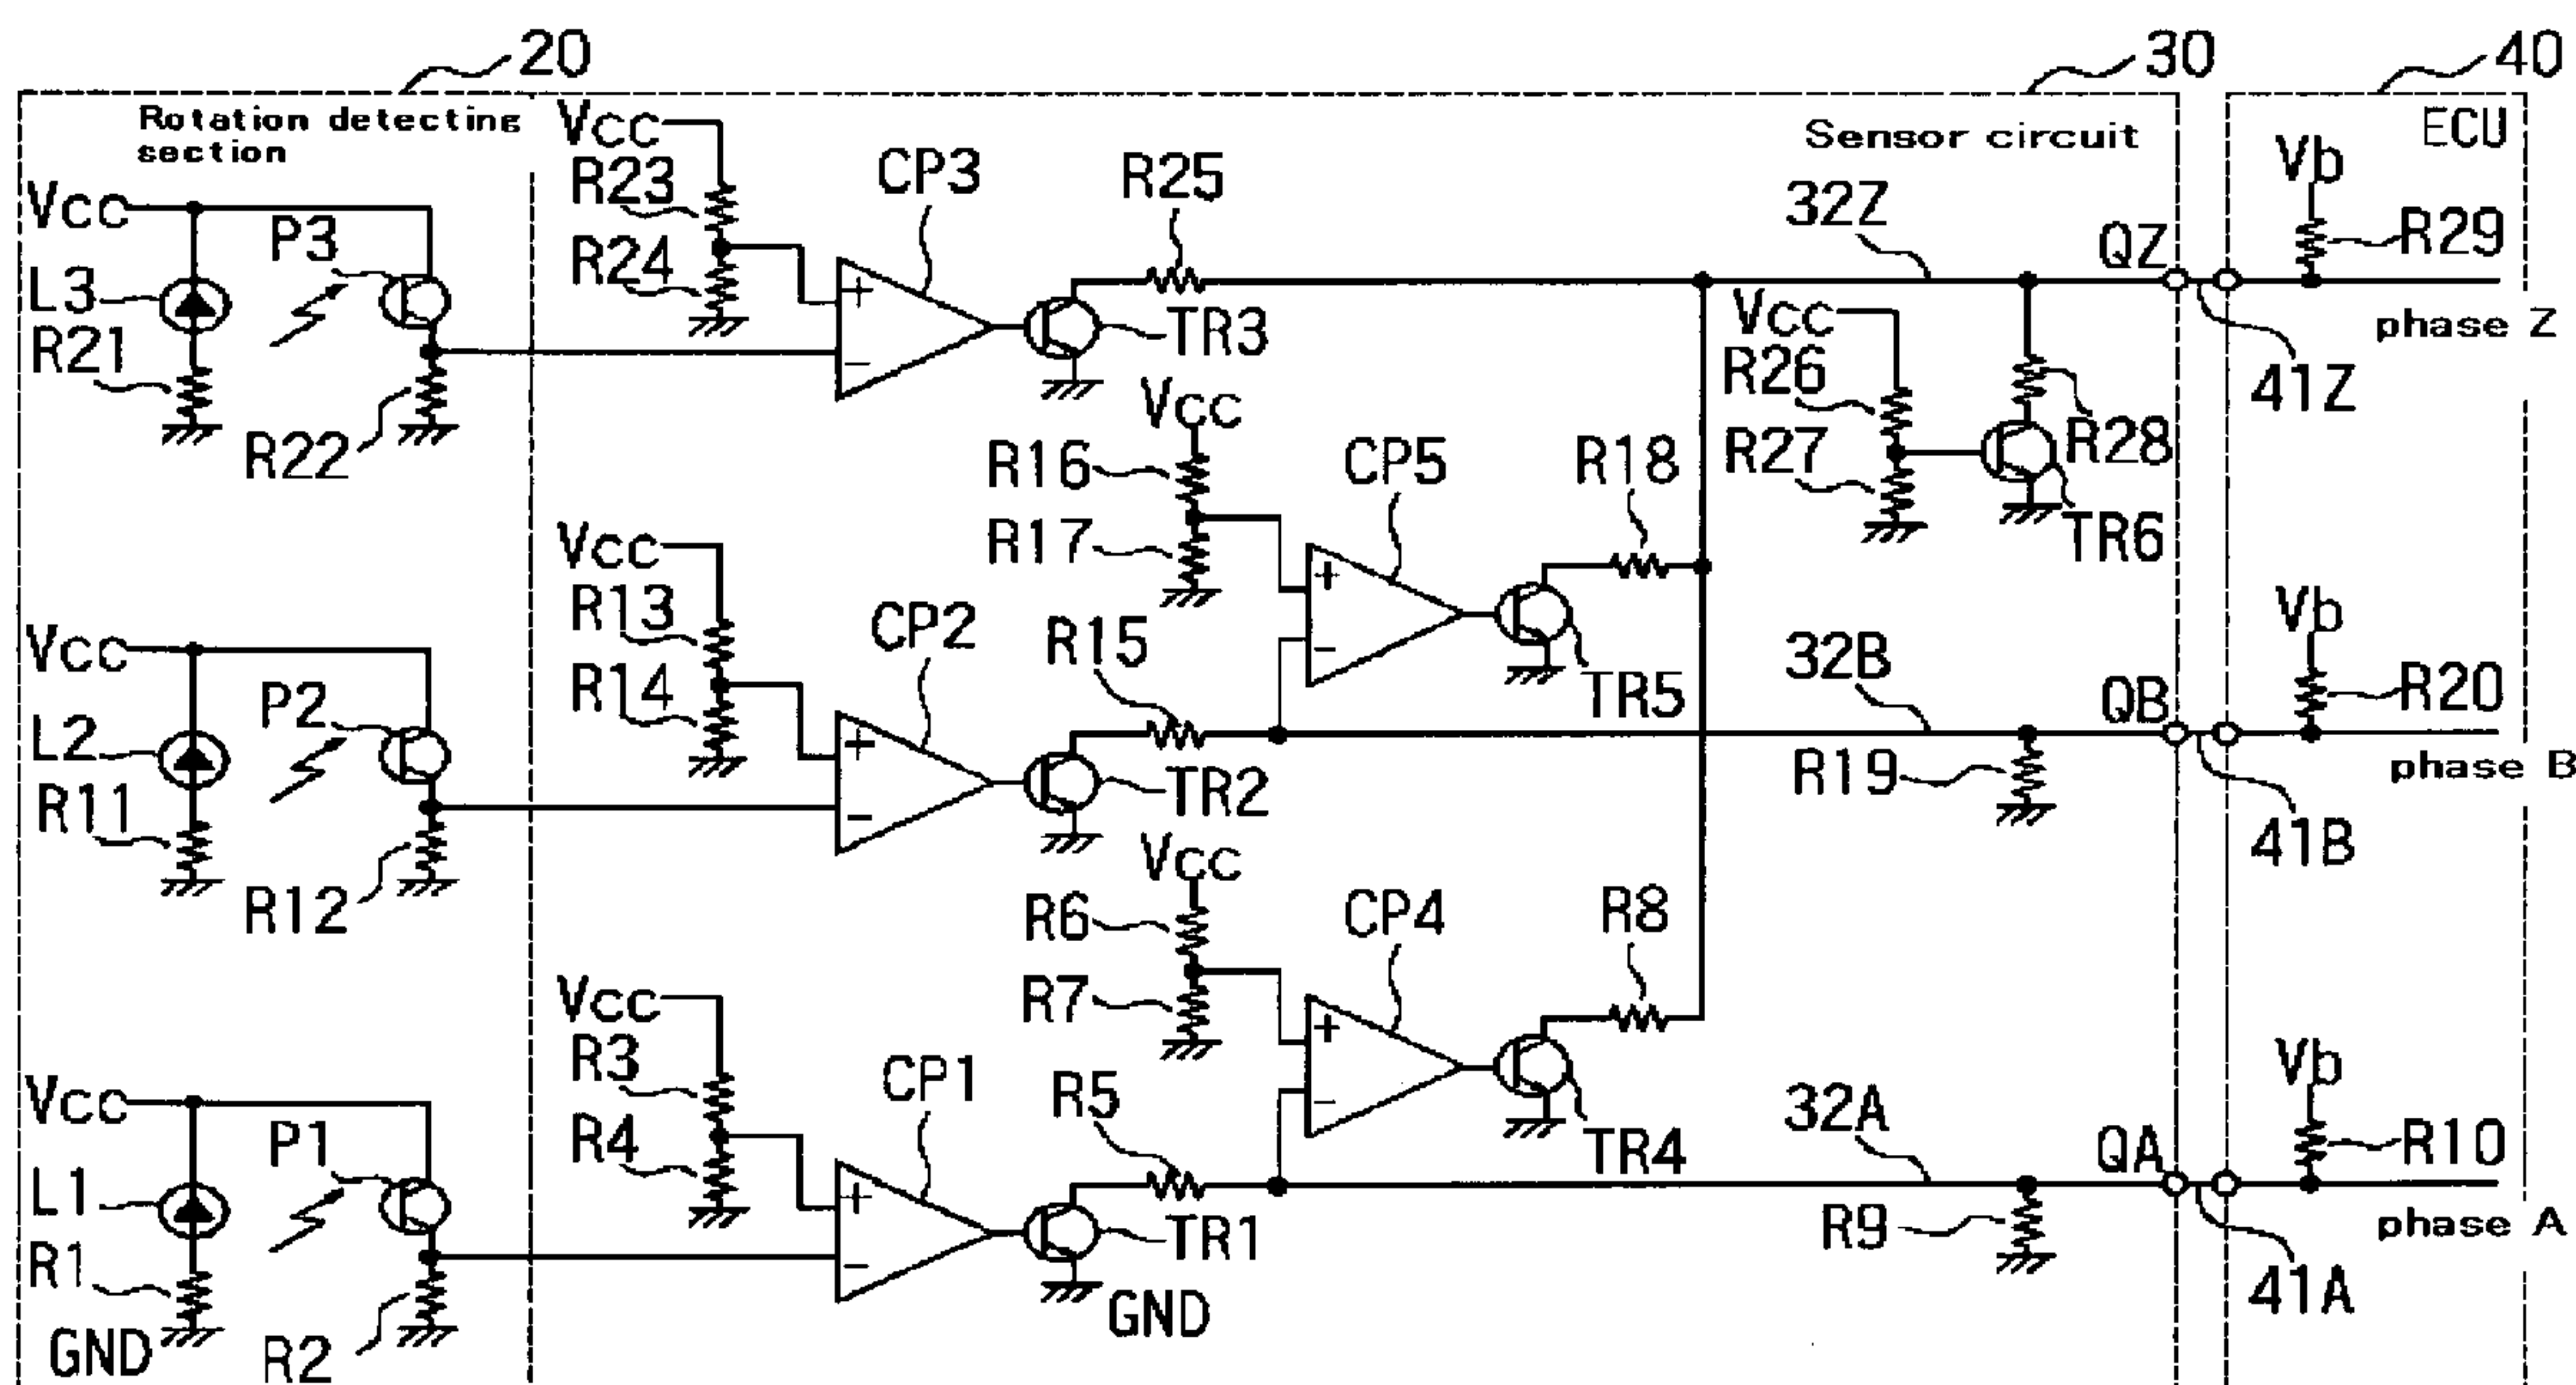 20
30
40
Rotation detecting
section
Vcc
R23
R24
CP3
R25
Sensor circuit
32Z
QZ
Vb
ECU
R29
Vcc
P3
L3
R21
R22
TR3
Vcc
R26
R27
R28
TR6
41Z
phase Z
Vcc
R16
R17
CP5
R18
TR5
Vcc
R13
R14
CP2
R15
TR2
32B
QB
Vb
R20
R19
41B
phase B
Vcc
P2
L2
R11
R12
Vcc
R6
R7
CP4
R8
TR4
Vcc
R3
R4
CP1
R5
TR1
GND
32A
QA
Vb
R10
R9
41A
phase A
Vcc
P1
L1
R1
GND
R2